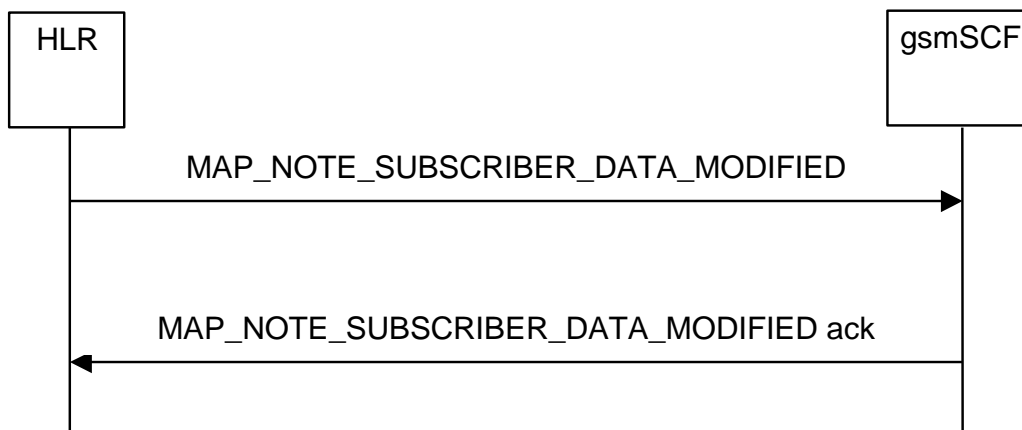 HLR
gsmSCF
MAP_NOTE_SUBSCRIBER_DATA_MODIFIED
MAP_NOTE_SUBSCRIBER_DATA_MODIFIED ack